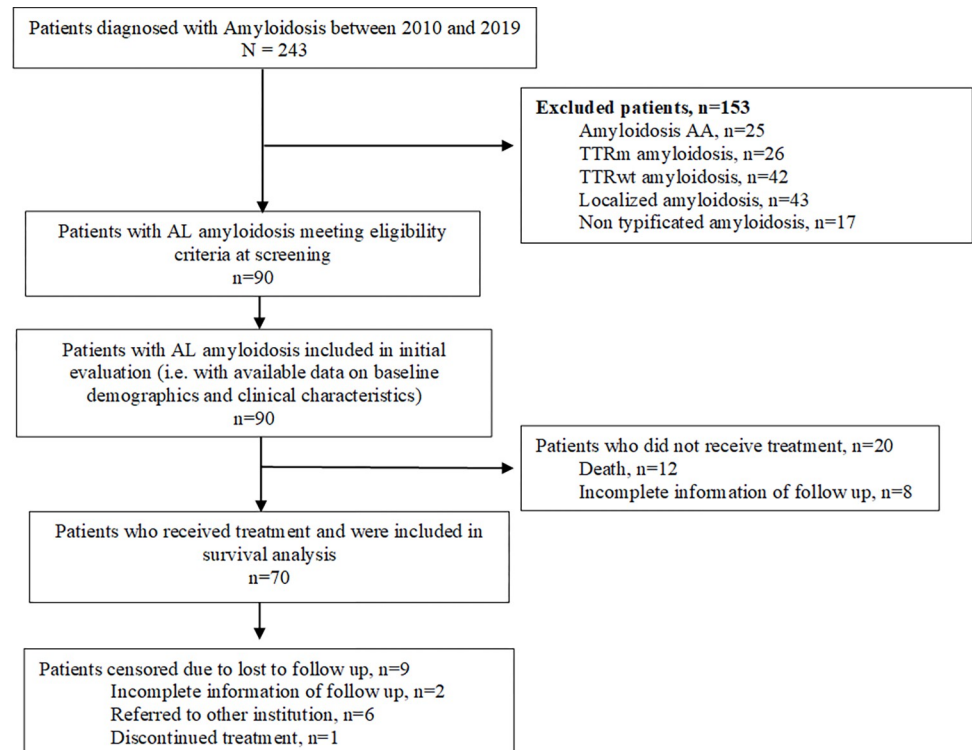 Patients diagnosed with Amyloidosis between 2010 and 2019
N = 243
Excluded patients, n=153
Amyloidosis AA, n=25
TTRm amyloidosis, n=26
TTRwt amyloidosis, n=42
Localized amyloidosis, n=43
Non typificated amyloidosis, n=17
Patients with AL amyloidosis meeting eligibility
criteria at screening
n=90
Patients with AL amyloidosis included in initial
evaluation (i.e. with available data on baseline
demographics and clinical characteristics)
n=90
Patients who did not receive treatment, n=20
Death, n=12
Incomplete information of follow up, n=8
Patients who received treatment and were included in
survival analysis
n=70
Patients censored due to lost to follow up, n=9
Incomplete information of follow up, n=2
Referred to other institution, n=6
Discontinued treatment, n=1